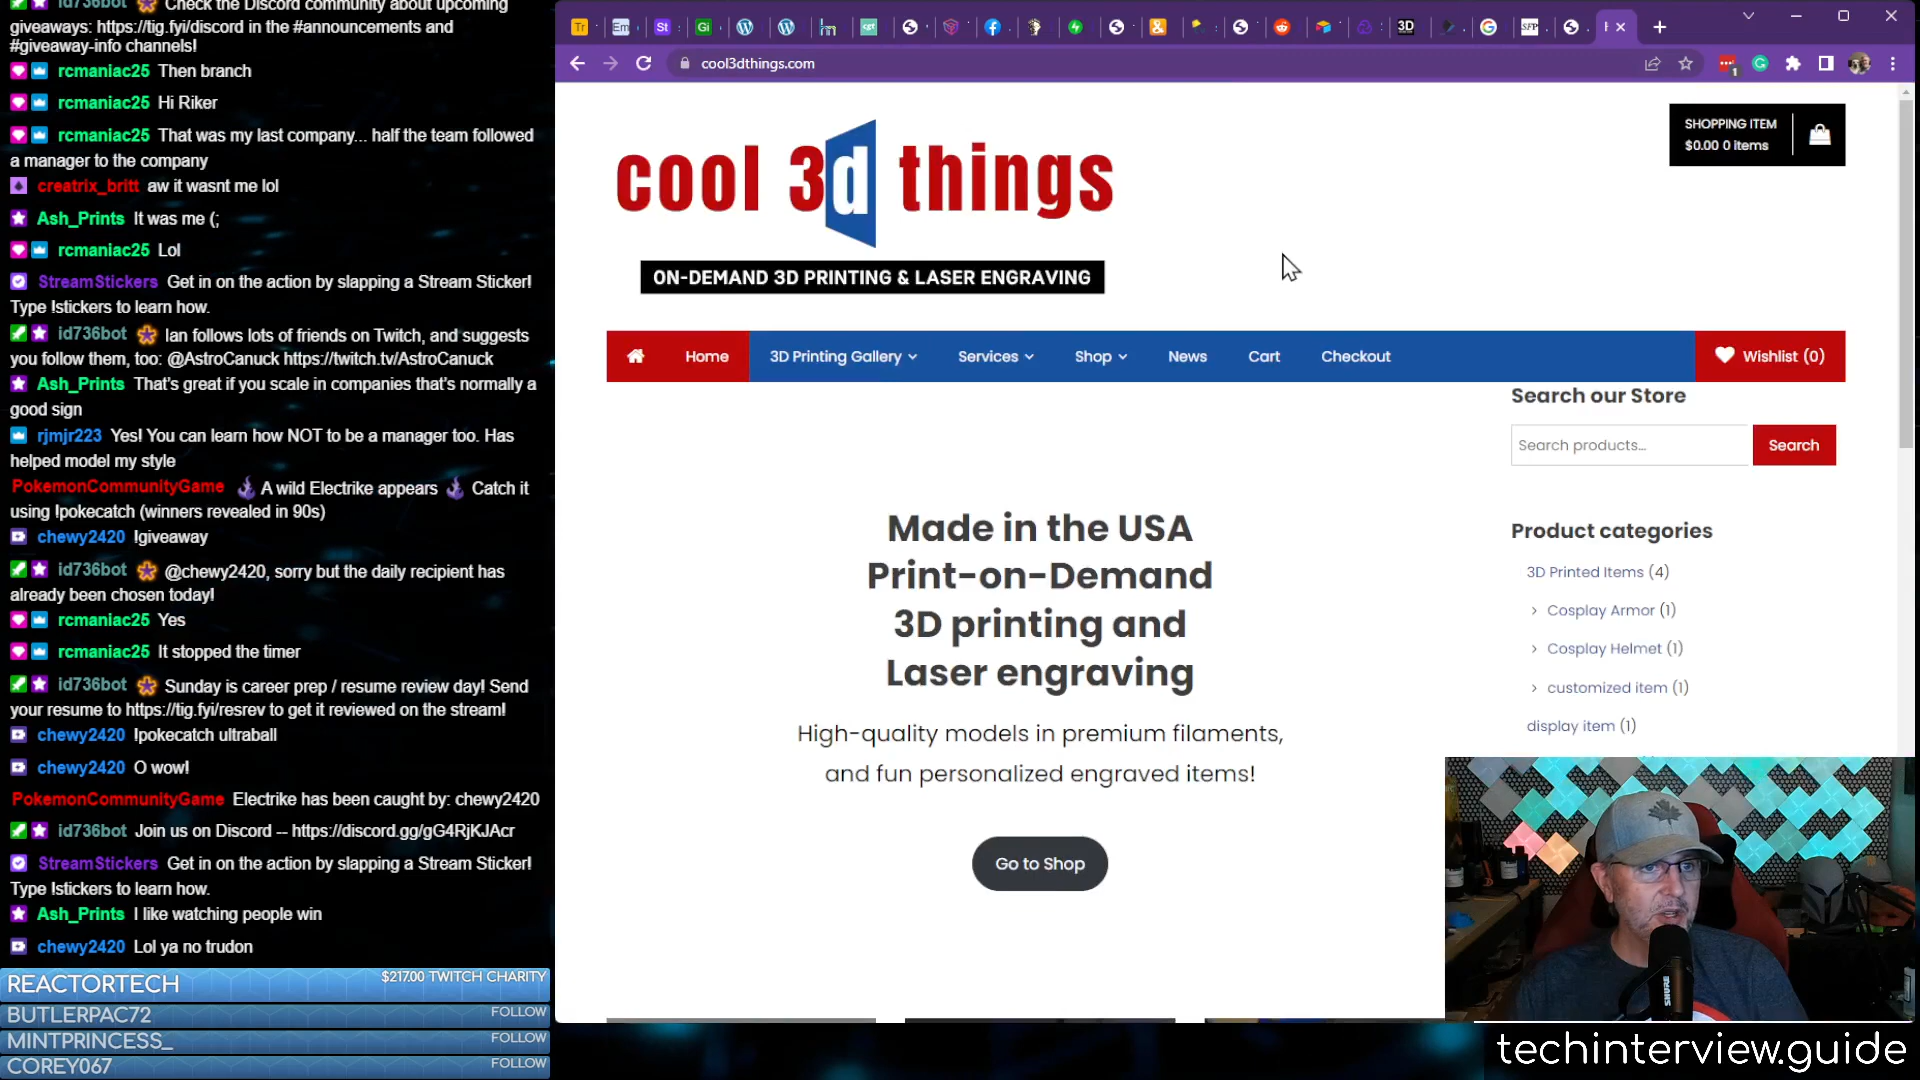 id736bot Check the Discord community about upcoming
giveaways: https://tig.fyi/discord in the #announcements and
#giveaway-info channels!
rcmaniac25 Then branch
rcmaniac25 Hi Riker
rcmaniac25 That was my last company... half the team followed
a manager to the company
creatrix_britt aw it wasnt me lol
Ash_Prints It was me (;
rcmaniac25 Lol
StreamStickers Get in on the action by slapping a Stream Sticker!
Type !stickers to learn how.
id736bot Ian follows lots of friends on Twitch, and suggests
you follow them, too: @AstroCanuck https://twitch.tv/AstroCanuck
Ash_Prints That's great if you scale in companies that's normally a
good sign
rjmjr223 Yes! You can learn how NOT to be a manager too. Has
helped model my style
PokemonCommunityGame A wild Electrike appears Catch it
using !pokecatch (winners revealed in 90s)
chewy2420 !giveaway
id736bot @chewy2420, sorry but the daily recipient has
already been chosen today!
rcmaniac25 Yes
rcmaniac25 It stopped the timer
id736bot Sunday is career prep / resume review day! Send
your resume to https://tig.fyi/resrev to get it reviewed on the stream!
chewy2420 !pokecatch ultraball
chewy2420 O wow!
PokemonCommunityGame Electrike has been caught by: chewy2420
id736bot Join us on Discord -- https://discord.gg/gG4RjKJAcr
StreamStickers Get in on the action by slapping a Stream Sticker!
Type !stickers to learn how.
Ash_Prints I like watching people win
chewy2420 Lol ya no trudon
REACTORTECH $217.00 TWITCH CHARITY
BUTLERPAC72 FOLLOW
MINTPRINCESS_ FOLLOW
COREY067 FOLLOW
cool3dthings.com
cool 3d things
ON-DEMAND 3D PRINTING & LASER ENGRAVING
SHOPPING ITEM
$0.00 0 items
Home 3D Printing Gallery Services Shop News Cart Checkout Wishlist (0)
Search our Store
Search products...
Search
Made in the USA
Print-on-Demand
3D printing and
Laser engraving
High-quality models in premium filaments,
and fun personalized engraved items!
Go to Shop
Product categories
3D Printed Items (4)
Cosplay Armor (1)
Cosplay Helmet (1)
customized item (1)
display item (1)
SHURE
techinterview.guide